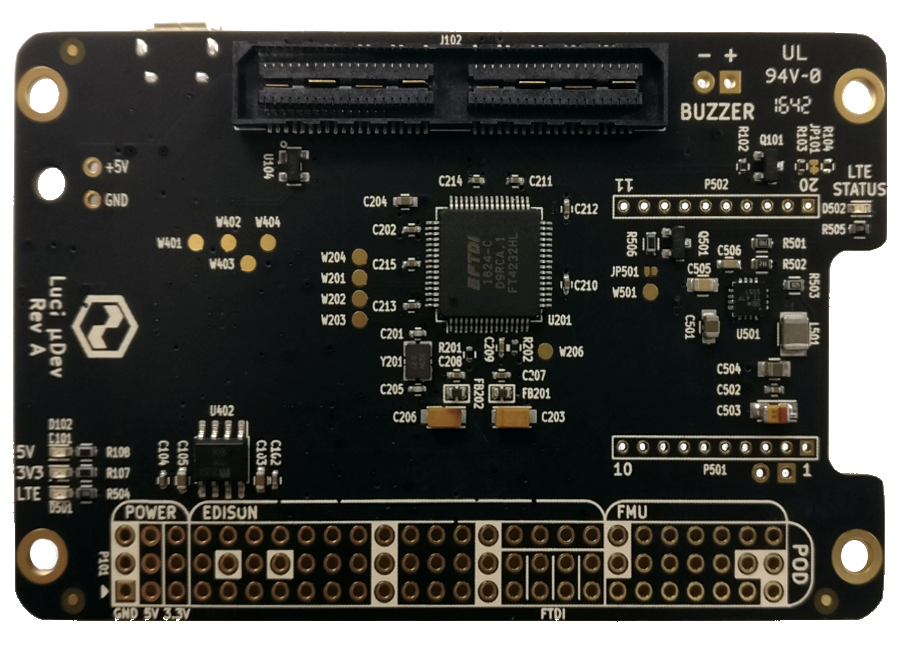 J102
- +
BUZZER
UL
94V-0
1642
+5V
GND
U104
C214
C211
C204
C212
C202
C215
C213
C210
W401
W402
W404
W403
W204
W201
W202
W203
FTDI
1624-C
D9RCA.1
FT4232HL
U201
R102
Q101
R103
JP101
R104
11
P502
20
LTE
STATUS
D502
R505
R506
Q501
C506
R501
R502
JP501
W501
C505
R503
C501
U501
L501
C504
C502
C503
Luci µDev
Rev A
C201
Y201
C205
R201
C208
C209
R202
W206
C207
FB202
FB201
C206
C203
D102
C101
5V
R108
3V3
R107
LTE
R504
D501
U402
C104
C105
C103
C102
10
P501
1
POWER
EDISON
FMU
P101
POD
GND 5V 3.3V
FTDI